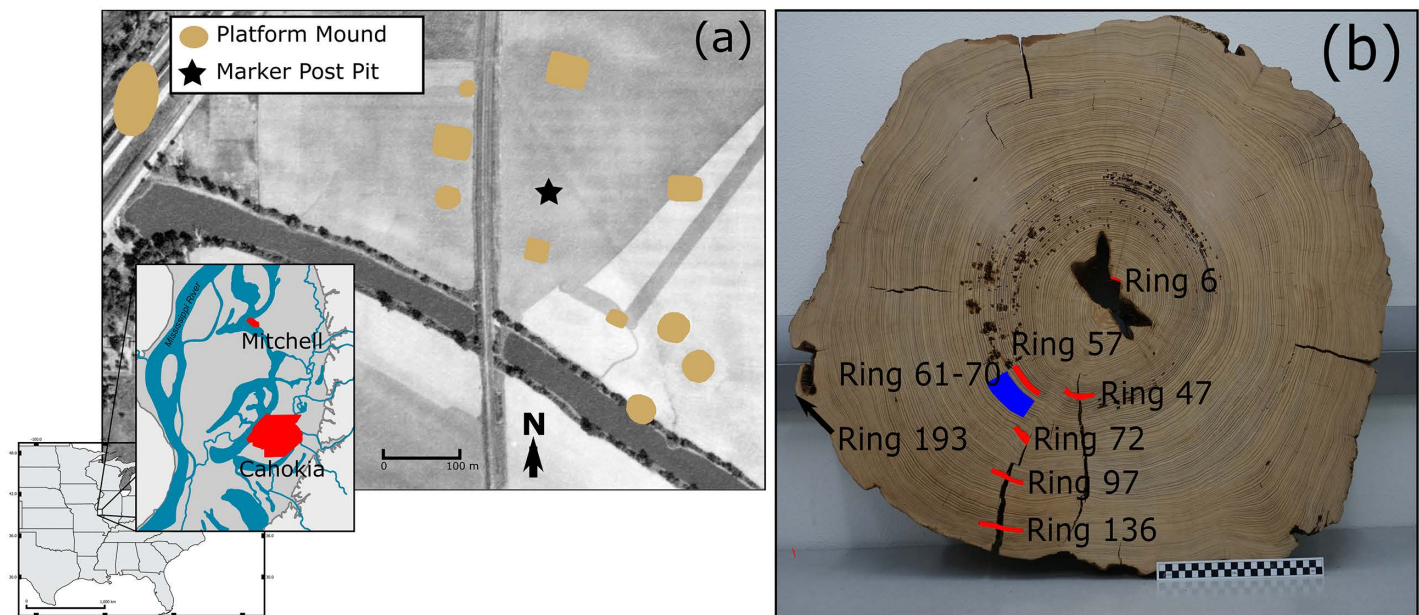 (a)
Platform Mound
Marker Post Pit
Mississippi River
Mitchell
Cahokia
N
0 100 m
0 1,000 km
(b)
Ring 6
Ring 57
Ring 61-70
Ring 47
Ring 193
Ring 72
Ring 97
Ring 136